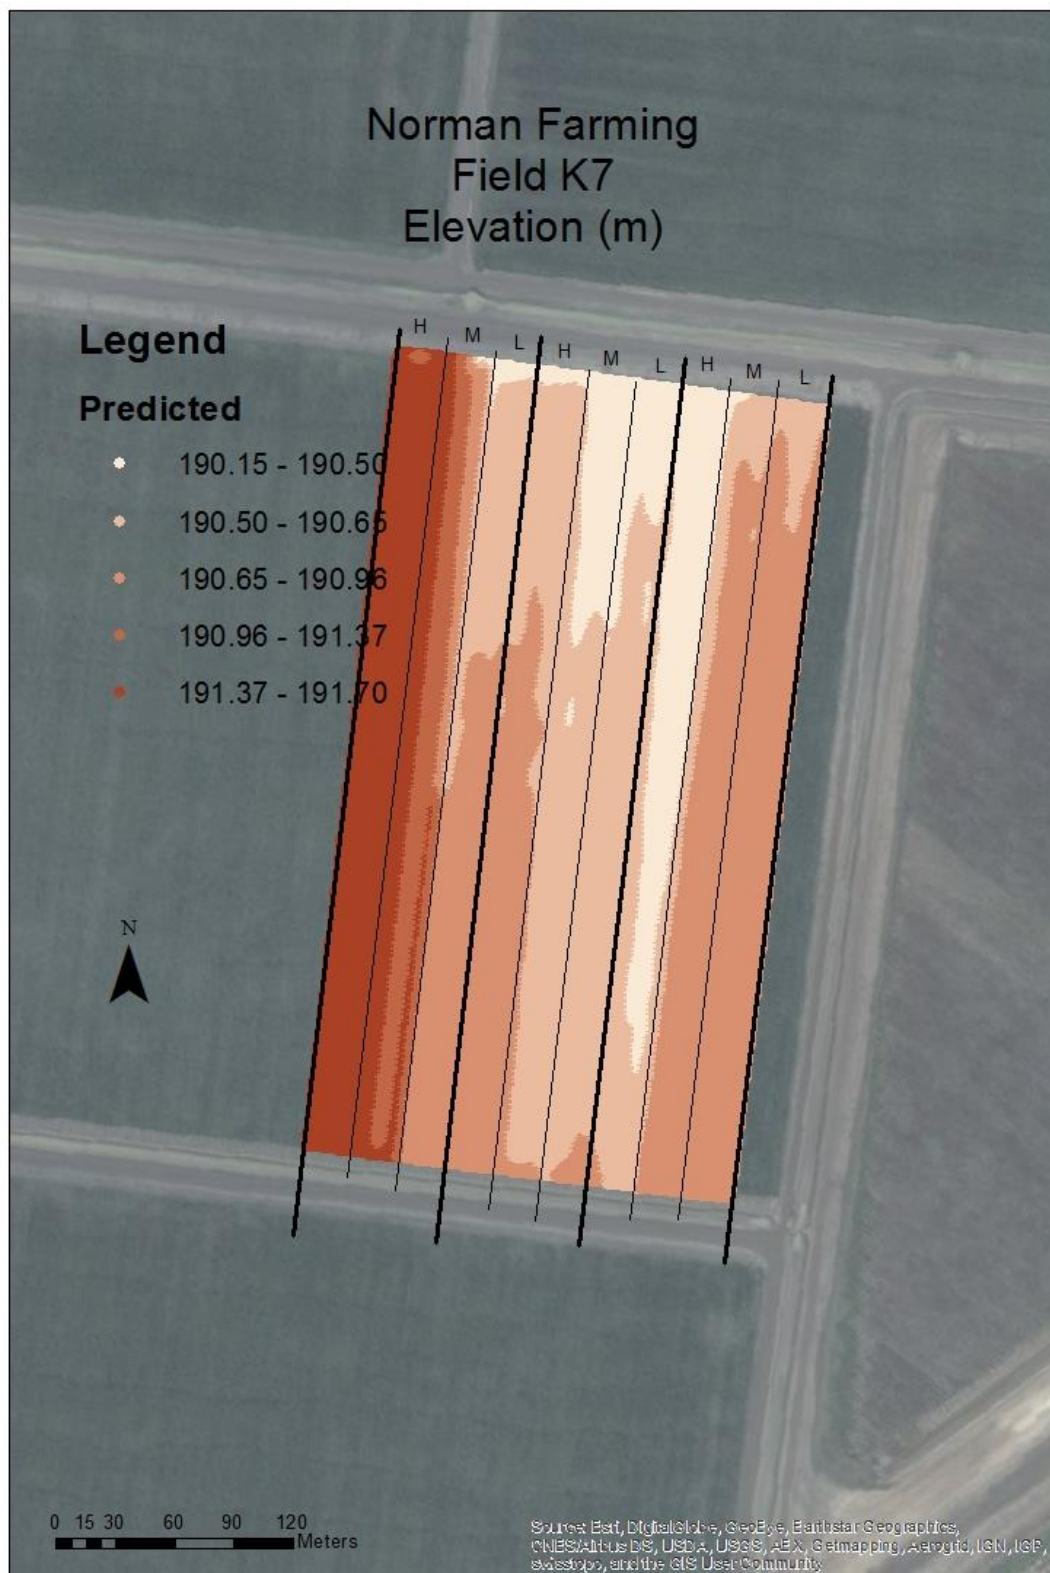 Norman Farming
Field K7
Elevation (m)
H M L H M L H M L
Legend
Predicted
190.15 - 190.50
190.50 - 190.65
190.65 - 190.96
190.96 - 191.37
191.37 - 191.70
N
0 15 30 60 90 120
Meters
Source: Esri, DigitalGlobe, GeoEye, Earthstar Geographics,
CNES/Airbus DS, USDA, USGS, AEX, Getmapping, Aerogrid, IGN, IGP,
swisstopo, and the GIS User Community